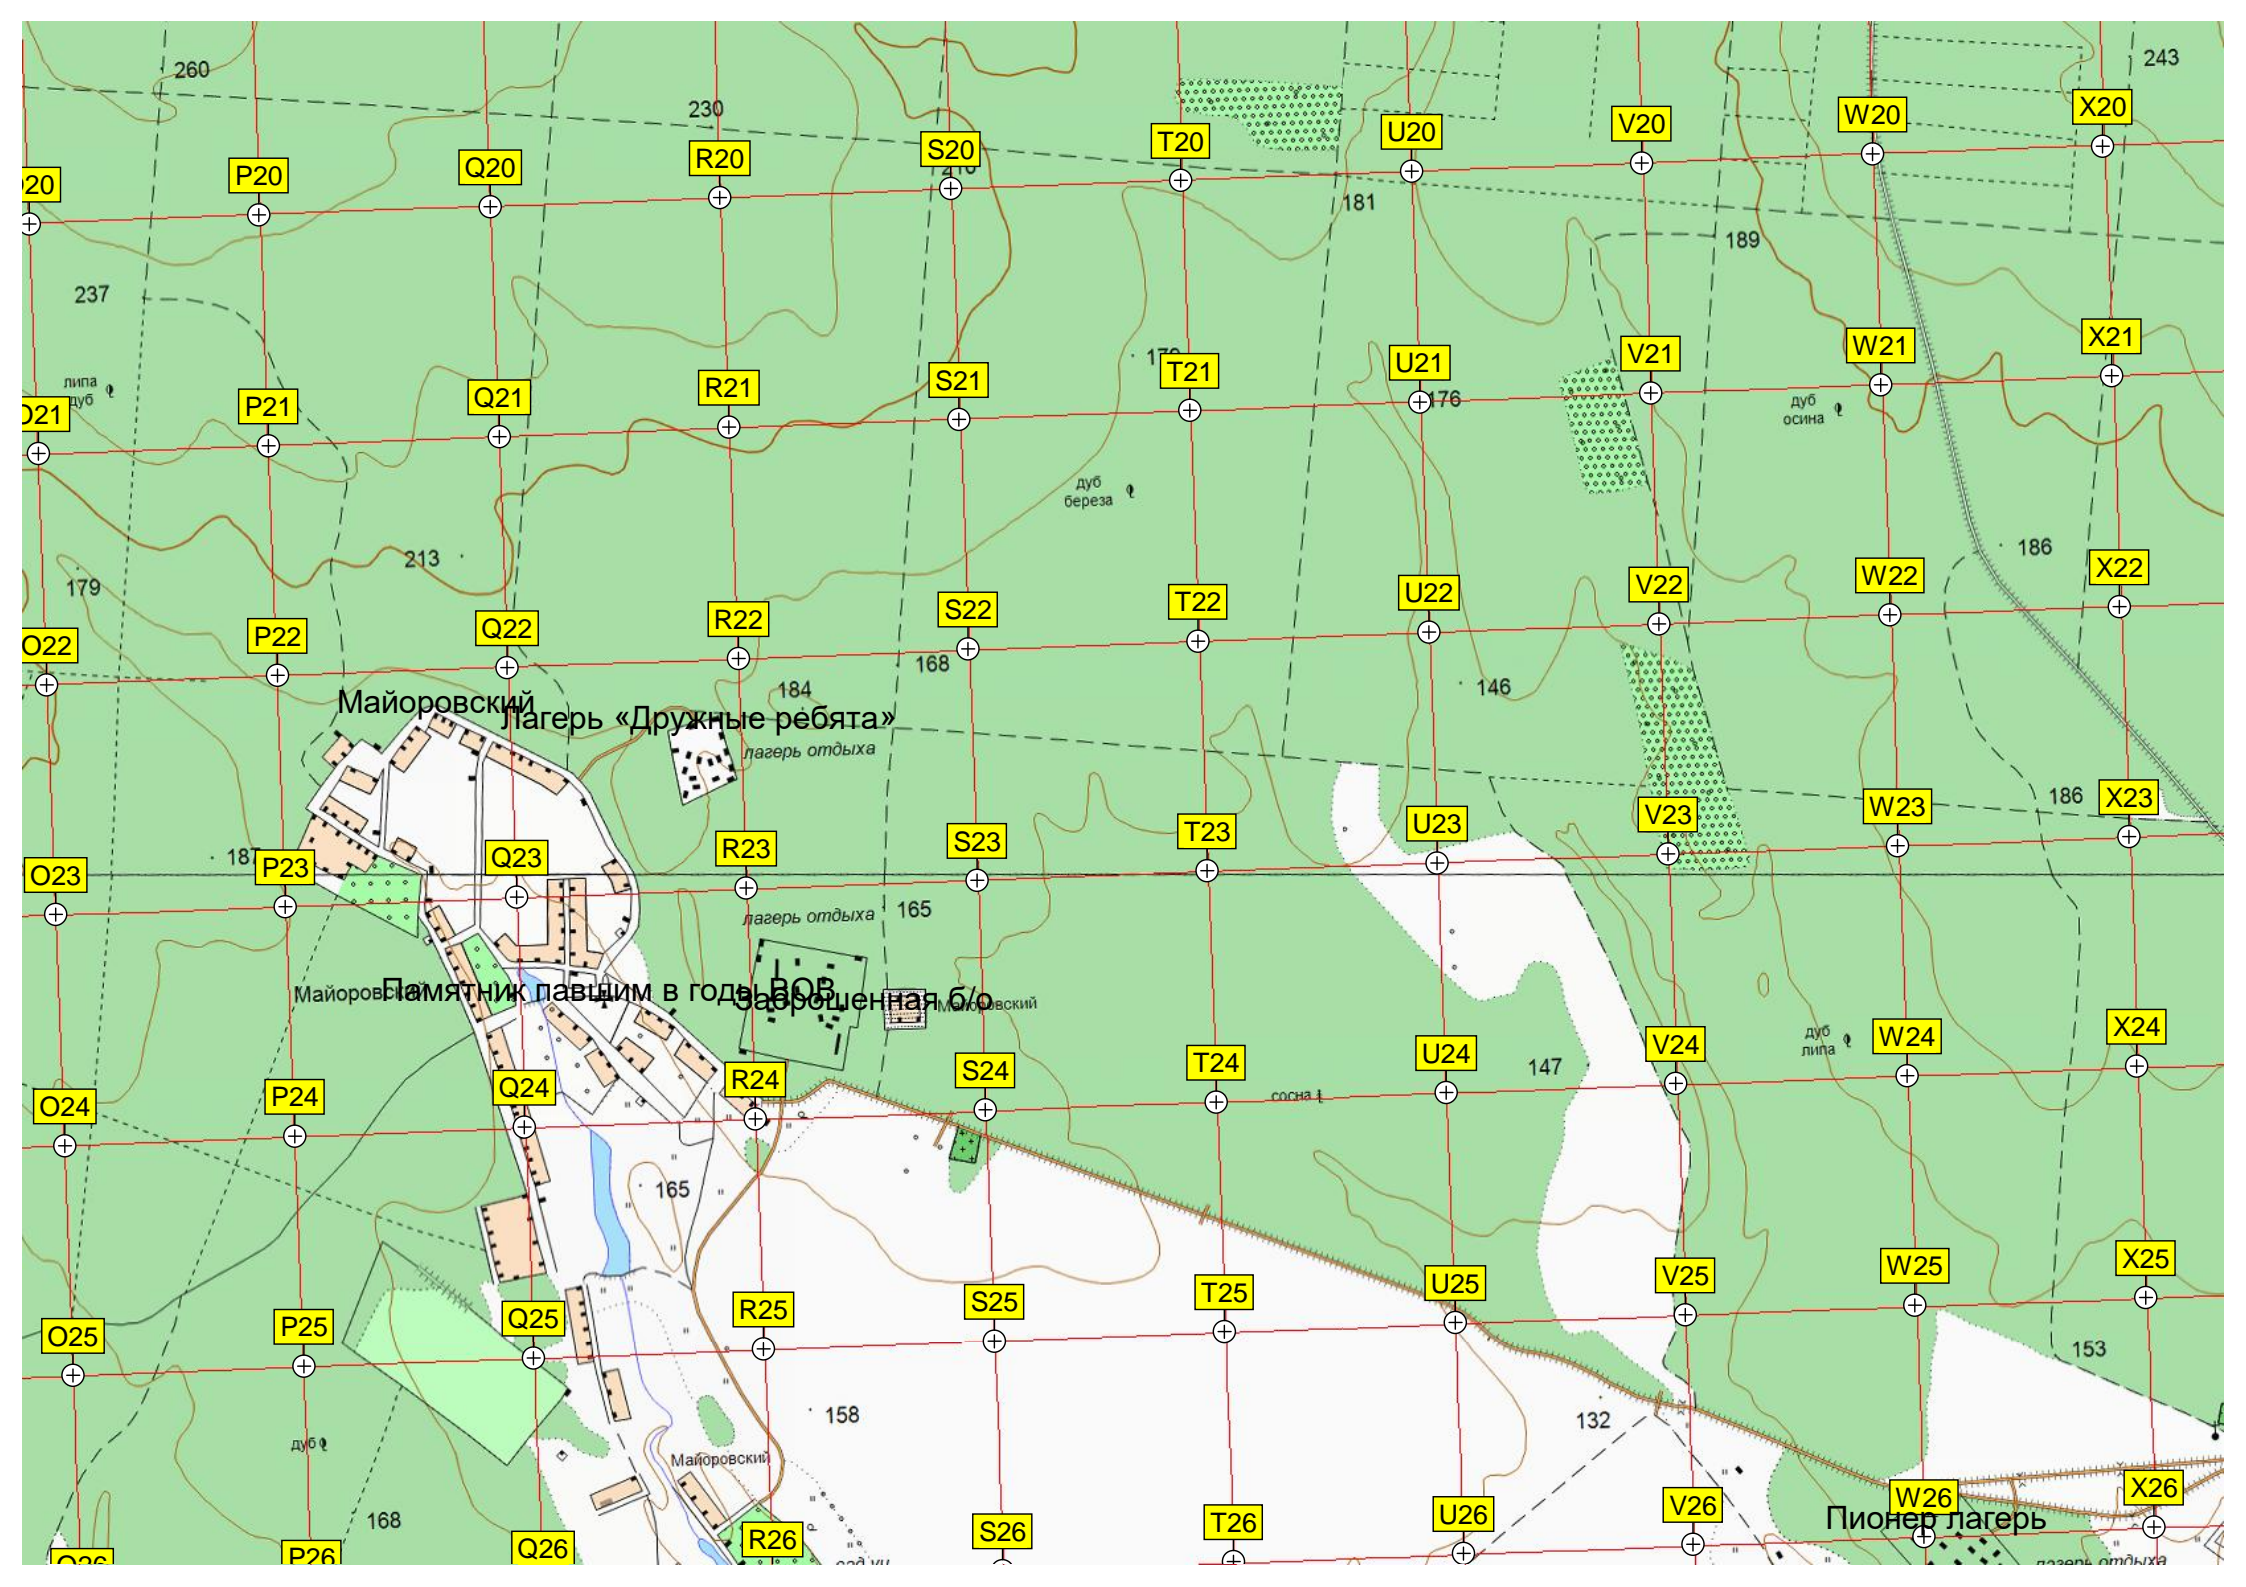 260
243
230
W20
X20
V20
U20
T20
S20
R20
Q20
P20
181
189
237
X21
W21
V21
U21
T21
S21
R21
Q21
P21
176
липа
дуб
дуб
осина
дуб
береза
213
186
179
X22
W22
V22
U22
T22
S22
R22
Q22
P22
O22
168
184
146
Майоровский
Лагерь «Дружные ребята»
лагерь отдыха
186
X23
W23
V23
U23
T23
S23
R23
Q23
P23
O23
лагерь отдыха
165
Майоровский
Памятник павшим в годы ВОВ
Заброшенная б/о
Майоровский
дуб
липа
X24
W24
V24
U24
T24
S24
R24
Q24
P24
O24
147
сосна
165
X25
W25
V25
U25
T25
S25
R25
Q25
P25
O25
153
158
132
дуб
Майоровский
168
X26
W26
V26
U26
T26
S26
R26
Q26
P26
O26
Пионер лагерь
лагерь отдыха